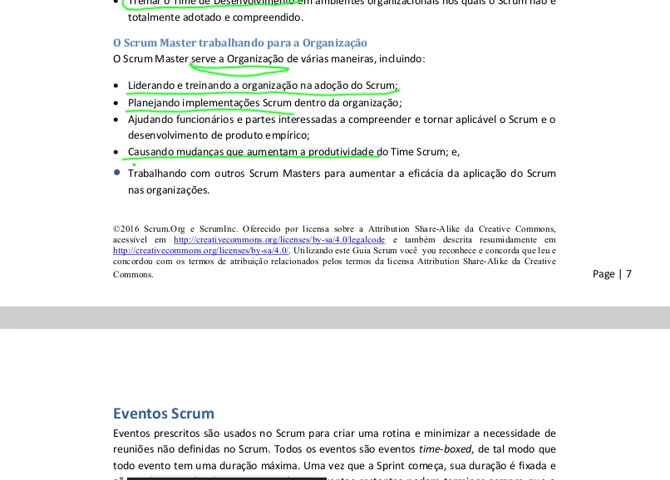 Treinar o Time de Desenvolvimento em ambientes organizacionais nos quais o Scrum não é
totalmente adotado e compreendido.
O Scrum Master trabalhando para a Organização
O Scrum Master serve a Organização de várias maneiras, incluindo:
• Liderando e treinando a organização na adoção do Scrum;
• Planejando implementações Scrum dentro da organização;
• Ajudando funcionários e partes interessadas a compreender e tornar aplicável o Scrum e o
desenvolvimento de produto empírico;
• Causando mudanças que aumentam a produtividade do Time Scrum; e,
• Trabalhando com outros Scrum Masters para aumentar a eficácia da aplicação do Scrum
nas organizações.
©2016 Scrum.Org e ScrumInc. Oferecido por licensa sobre a Attribution Share-Alike da Creative Commons,
acessível em http://creativecommons.org/licenses/by-sa/4.0/legalcode e também descrita resumidamente em
http://creativecommons.org/licenses/by-sa/4.0/. Utilizando este Guia Scrum você yous reconhece e concorda que leu e
concordou com os termos de atribuição relacionados pelos termos da licensa Attribution Share-Alike da Creative
Commons.
Page | 7
Eventos Scrum
Eventos prescritos são usados no Scrum para criar uma rotina e minimizar a necessidade de
reuniões não definidas no Scrum. Todos os eventos são eventos time-boxed, de tal modo que
todo evento tem uma duração máxima. Uma vez que a Sprint começa, sua duração é fixada e